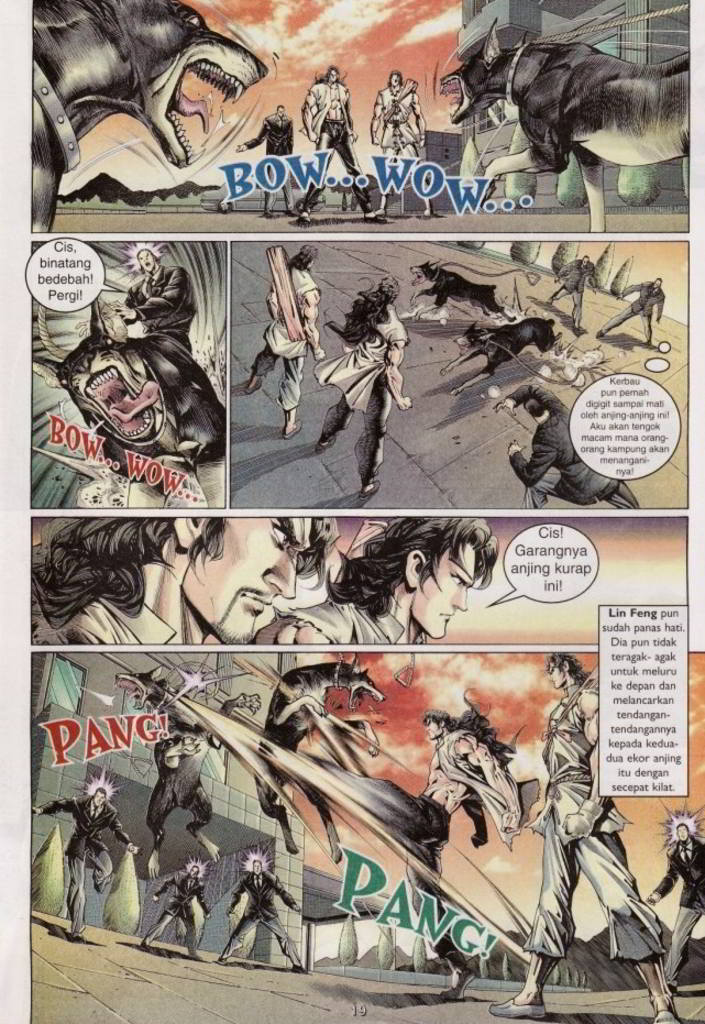 BOW...WOW...
Cis,
binatang
bedebah!
Pergi!
BOW... WOW...
Kerbau
pun pernah
digigit sampai mati
oleh anjing-anjing ini!
Aku akan tengok
macam mana orang-
orang kampung akan
menangani-
nya!
Cis!
Garangnya
anjing kurap
ini!
Lin Feng pun
sudah panas hati.
Dia pun tidak
teragak- agak
untuk meluru
ke depan dan
melancarkan
tendangan-
tendangannya
kepada kedua-
dua ekor anjing
itu dengan
secepat kilat.
PANG!
PANG!
19